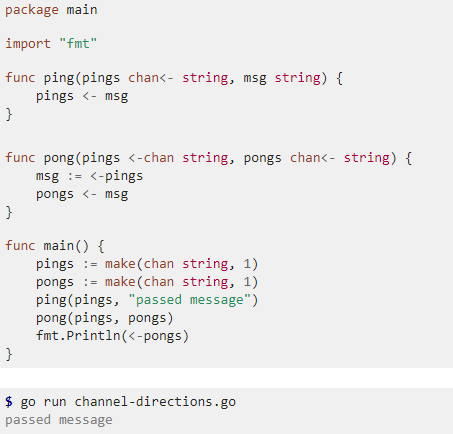 package main
import "fmt"
func ping(pings chan<- string, msg string) {
    pings <- msg
}
func pong(pings <-chan string, pongs chan<- string) {
    msg := <-pings
    pongs <- msg
}
func main() {
    pings := make(chan string, 1)
    pongs := make(chan string, 1)
    ping(pings, "passed message")
    pong(pings, pongs)
    fmt.Println(<-pongs)
}
$ go run channel-directions.go
passed message